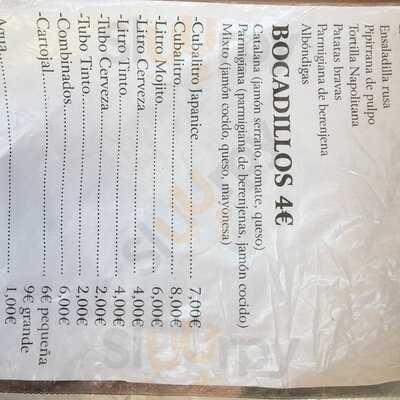 Ensaladilla rusa
Pipirrana de pulpo
Tortilla Napolitana
Patatas bravas
Parmigiana de berenjena
Albóndigas
BOCADILLOS 4€
Catalana (jamón serrano, tomate, queso)
Parmigiana (parmigiana de berenjenas, jamón cocido)
Mixto (jamón cocido, queso, mayonesa)
-Cubalitro Japanice........................7,00€
-Cubalitro........................8,00€
-Litro Mojito........................6,00€
-Litro Cerveza........................4,00€
-Litro Tinto........................4,00€
-Tubo Cerveza........................2,00€
-Tubo Tinto........................2,00€
-Combinados........................6,00€
-Cartojal........................6€ pequeña
9€ grande
Agua........................1,00€